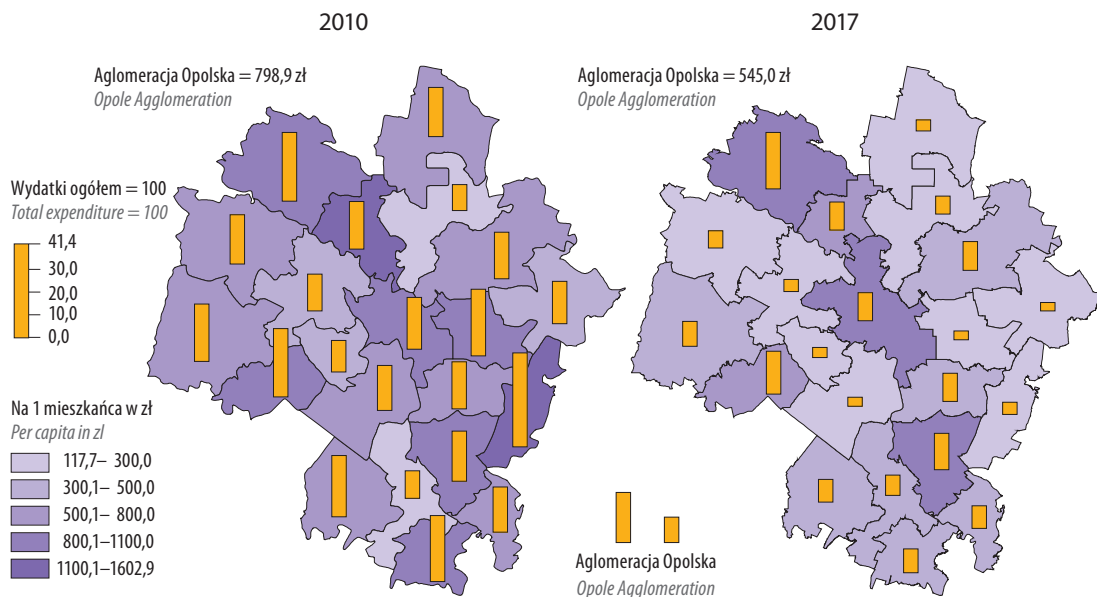 2010
2017
Aglomeracja Opolska = 798,9 zł
Opole Agglomeration
Aglomeracja Opolska = 545,0 zł
Opole Agglomeration
Wydatki ogółem = 100
Total expenditure = 100
41,4
30,0
20,0
10,0
0,0
Na 1 mieszkańca w zł
Per capita in zl
117,7– 300,0
300,1– 500,0
500,1– 800,0
800,1–1100,0
1100,1–1602,9
Aglomeracja Opolska
Opole Agglomeration